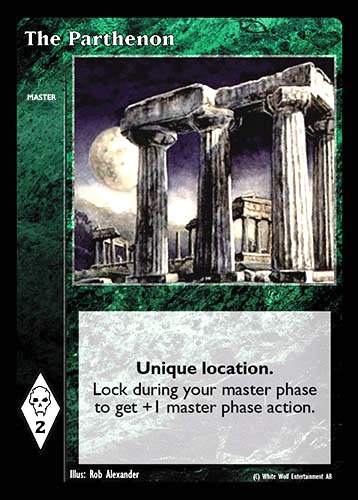 The Parthenon
MASTER
Unique location.
Lock during your master phase
to get +1 master phase action.
2
Illus: Rob Alexander
(C) White Wolf Entertainment AB